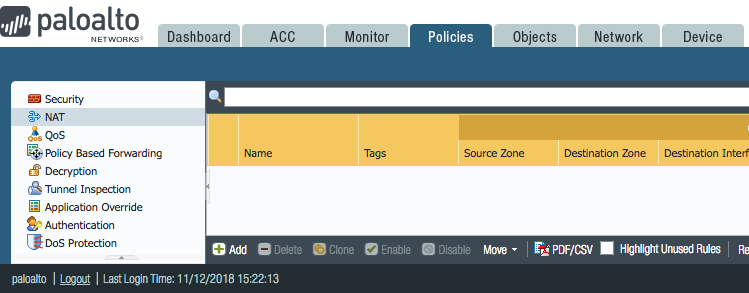 paloalto
NETWORKS®
Dashboard ACC Monitor Policies Objects Network Device
Security
NAT
QoS
Policy Based Forwarding
Decryption
Tunnel Inspection
Application Override
Authentication
DoS Protection
Name Tags Source Zone Destination Zone Destination Interf
Add Delete Clone Enable Disable Move PDF/CSV Highlight Unused Rules Re
paloalto | Logout | Last Login Time: 11/12/2018 15:22:13